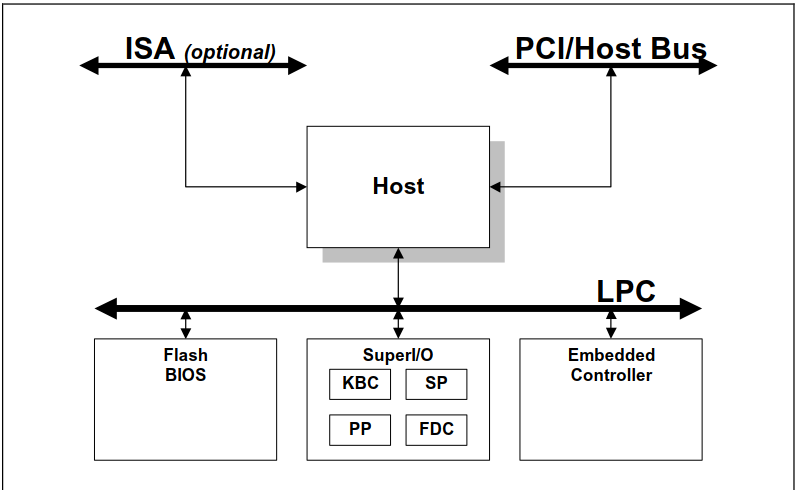 ISA (optional)
PCI/Host Bus
Host
LPC
Flash
BIOS
SuperI/O
KBC
SP
PP
FDC
Embedded
Controller